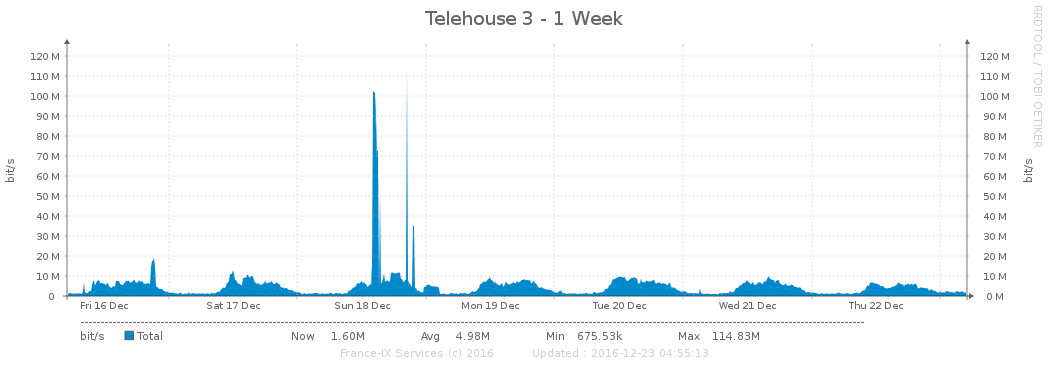 Telehouse 3 - 1 Week
RRDTOOL / TOBI OETIKER
120 M 120 M
110 M 110 M
100 M 100 M
90 M 90 M
80 M 80 M
70 M 70 M
60 M 60 M
50 M 50 M
40 M 40 M
30 M 30 M
20 M 20 M
10 M 10 M
0 0 M
bit/s bit/s
Fri 16 Dec Sat 17 Dec Sun 18 Dec Mon 19 Dec Tue 20 Dec Wed 21 Dec Thu 22 Dec
bit/s Total Now 1.60M Avg 4.98M Min 675.53k Max 114.83M
France-IX Services (c) 2016 Updated : 2016-12-23 04:55:13